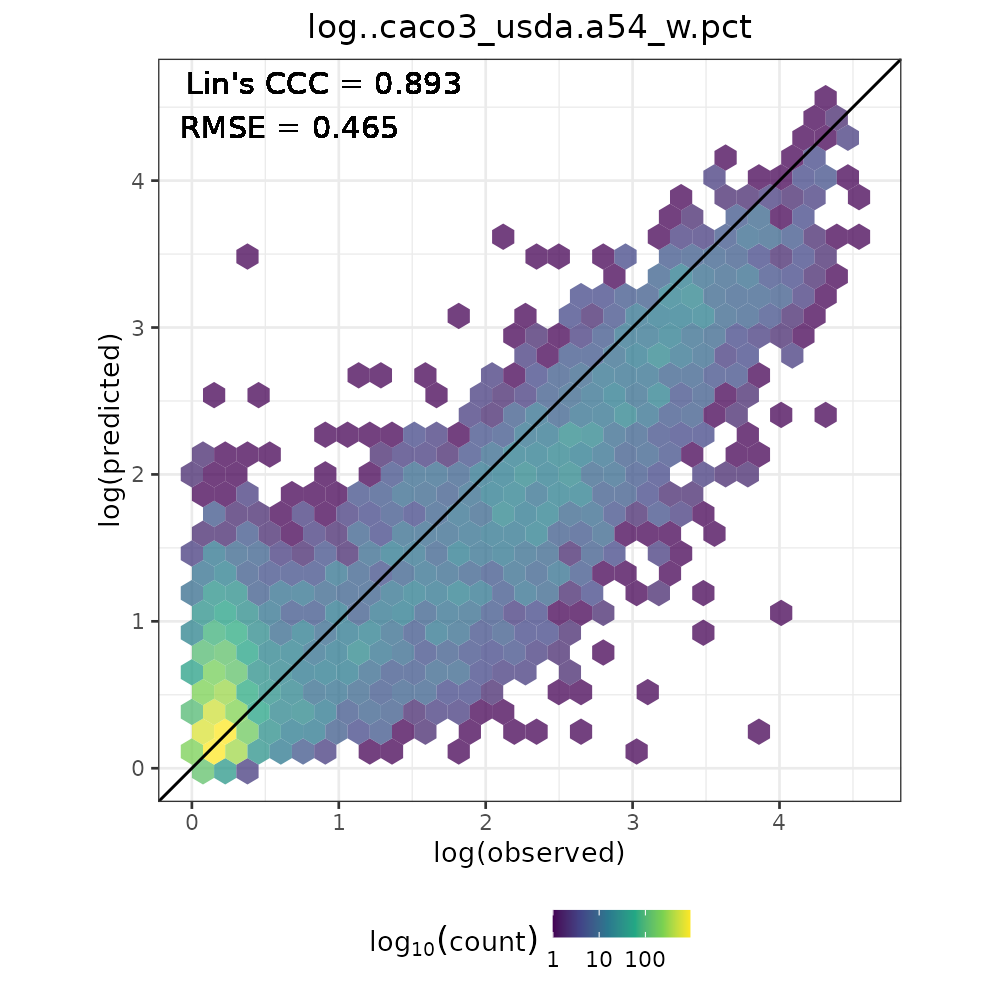 log..caco3_usda.a54_w.pct
Lin's CCC = 0.893
RMSE = 0.465
4
3
2
1
0
log(predicted)
0 1 2 3 4
log(observed)
log10(count)
1 10 100